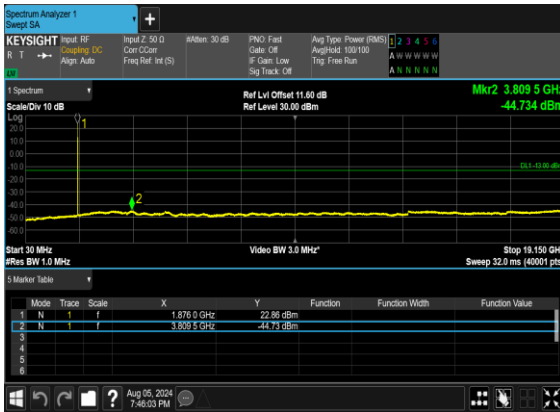 Spectrum Analyzer 1
Swept SA
+
KEYSIGHT Input: RF Input Z: 50 Ω #Atten: 30 dB PNO: Fast Avg Type: Power (RMS) 1 2 3 4 5 6
R T Coupling: DC Corr CCorr Gate: Off Avg|Hold: 100/100 A W W W W W
Align: Auto Freq Ref: Int (S) IF Gain: Low Trig: Free Run
LXI Sig Track: Off A N N N N N
1 Spectrum Ref Lvl Offset 11.60 dB Mkr2 3.809 5 GHz
Scale/Div 10 dB Ref Level 30.00 dBm -44.734 dBm
Log
1
20.0
10.0
0.00
-10.0 DL1 -13.00 dBm
-20.0
-30.0
-40.0 2
-50.0
-60.0
Start 30 MHz Video BW 3.0 MHz* Stop 19.150 GHz
#Res BW 1.0 MHz Sweep 32.0 ms (40001 pts)
5 Marker Table
Mode Trace Scale X Y Function Function Width Function Value
1 N 1 f 1.876 0 GHz 22.86 dBm
2 N 1 f 3.809 5 GHz -44.73 dBm
3
4
5
6
? Aug 05, 2024
7:46:03 PM